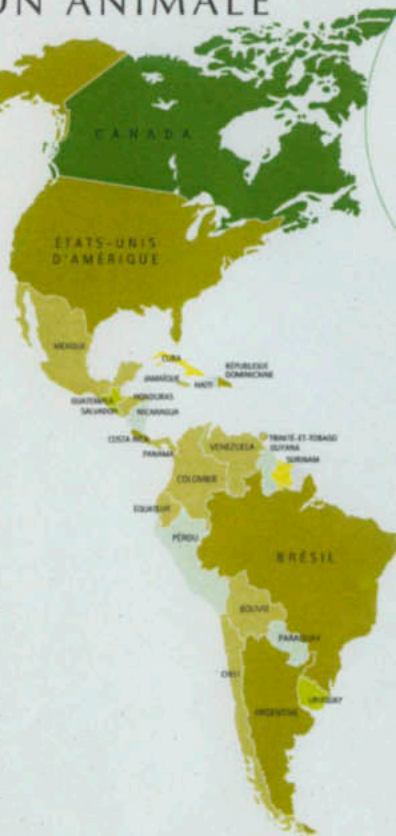 ON ANIMALE
CANADA
ÉTATS-UNIS
D'AMÉRIQUE
MEXIQUE
CUBA
RÉPUBLIQUE
DOMINICAINE
JAMAÏQUE
HAÏTI
GUATEMALA
HONDURAS
SALVADOR
NICARAGUA
COSTA RICA
PANAMA
VENEZUELA
TRINITÉ-ET-TOBAGO
GUYANA
SURINAM
COLOMBIE
EQUATEUR
PÉROU
BRÉSIL
BOLIVIE
PARAGUAY
CHILI
URUGUAY
ARGENTINE